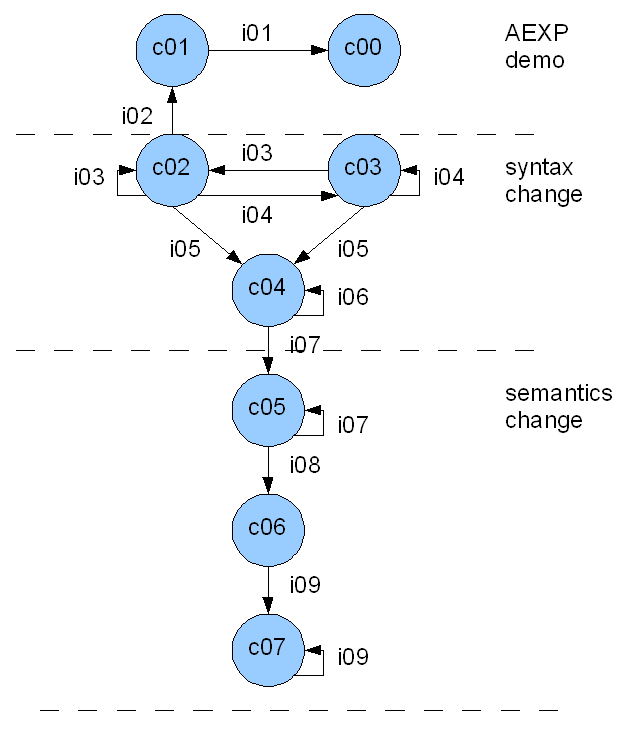 i01
AEXP
c01
c00
demo
i02
i03
syntax
c02
c03
i03
i04
change
i04
i05
i05
c04
i06
i07
semantics
c05
change
i07
i08
c06
i09
c07
i09